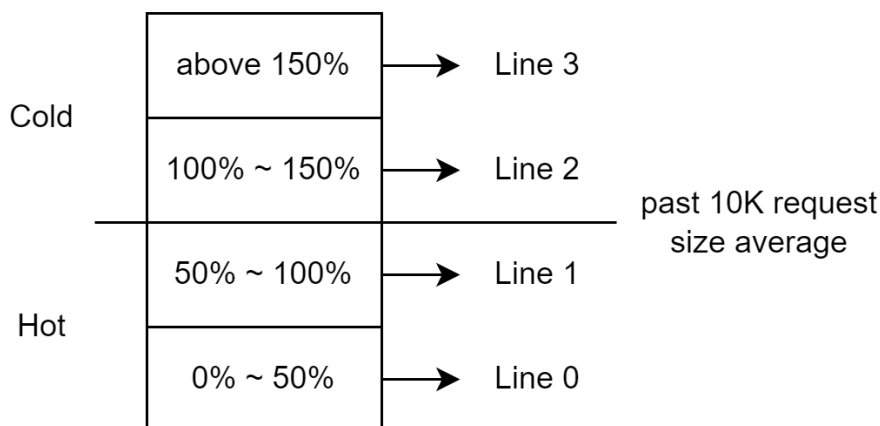 above 150%
Line 3
Cold
100% ~ 150%
Line 2
past 10K request
size average
50% ~ 100%
Line 1
Hot
0% ~ 50%
Line 0